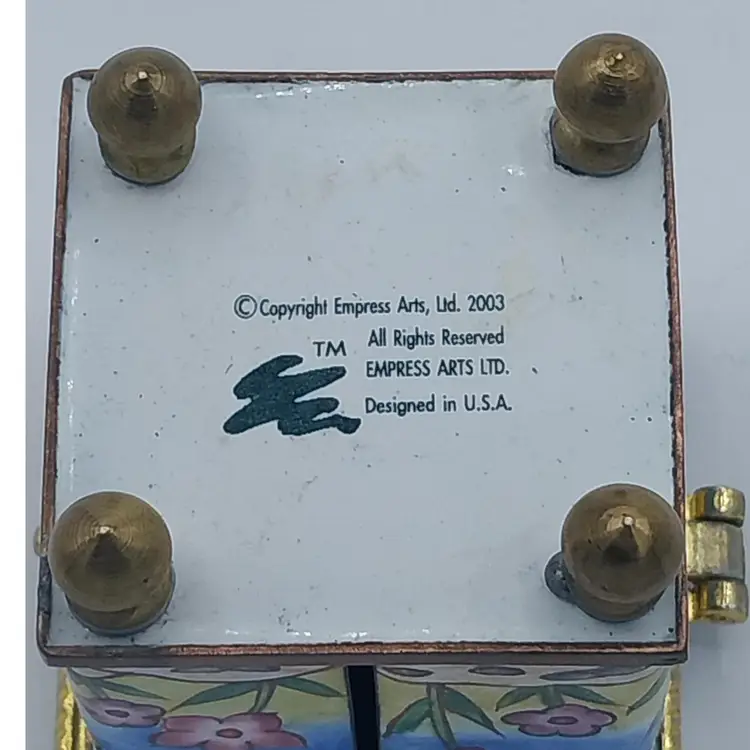 ©Copyright Empress Arts, Ltd. 2003
All Rights Reserved
TM
EMPRESS ARTS LTD.
Designed in U.S.A.